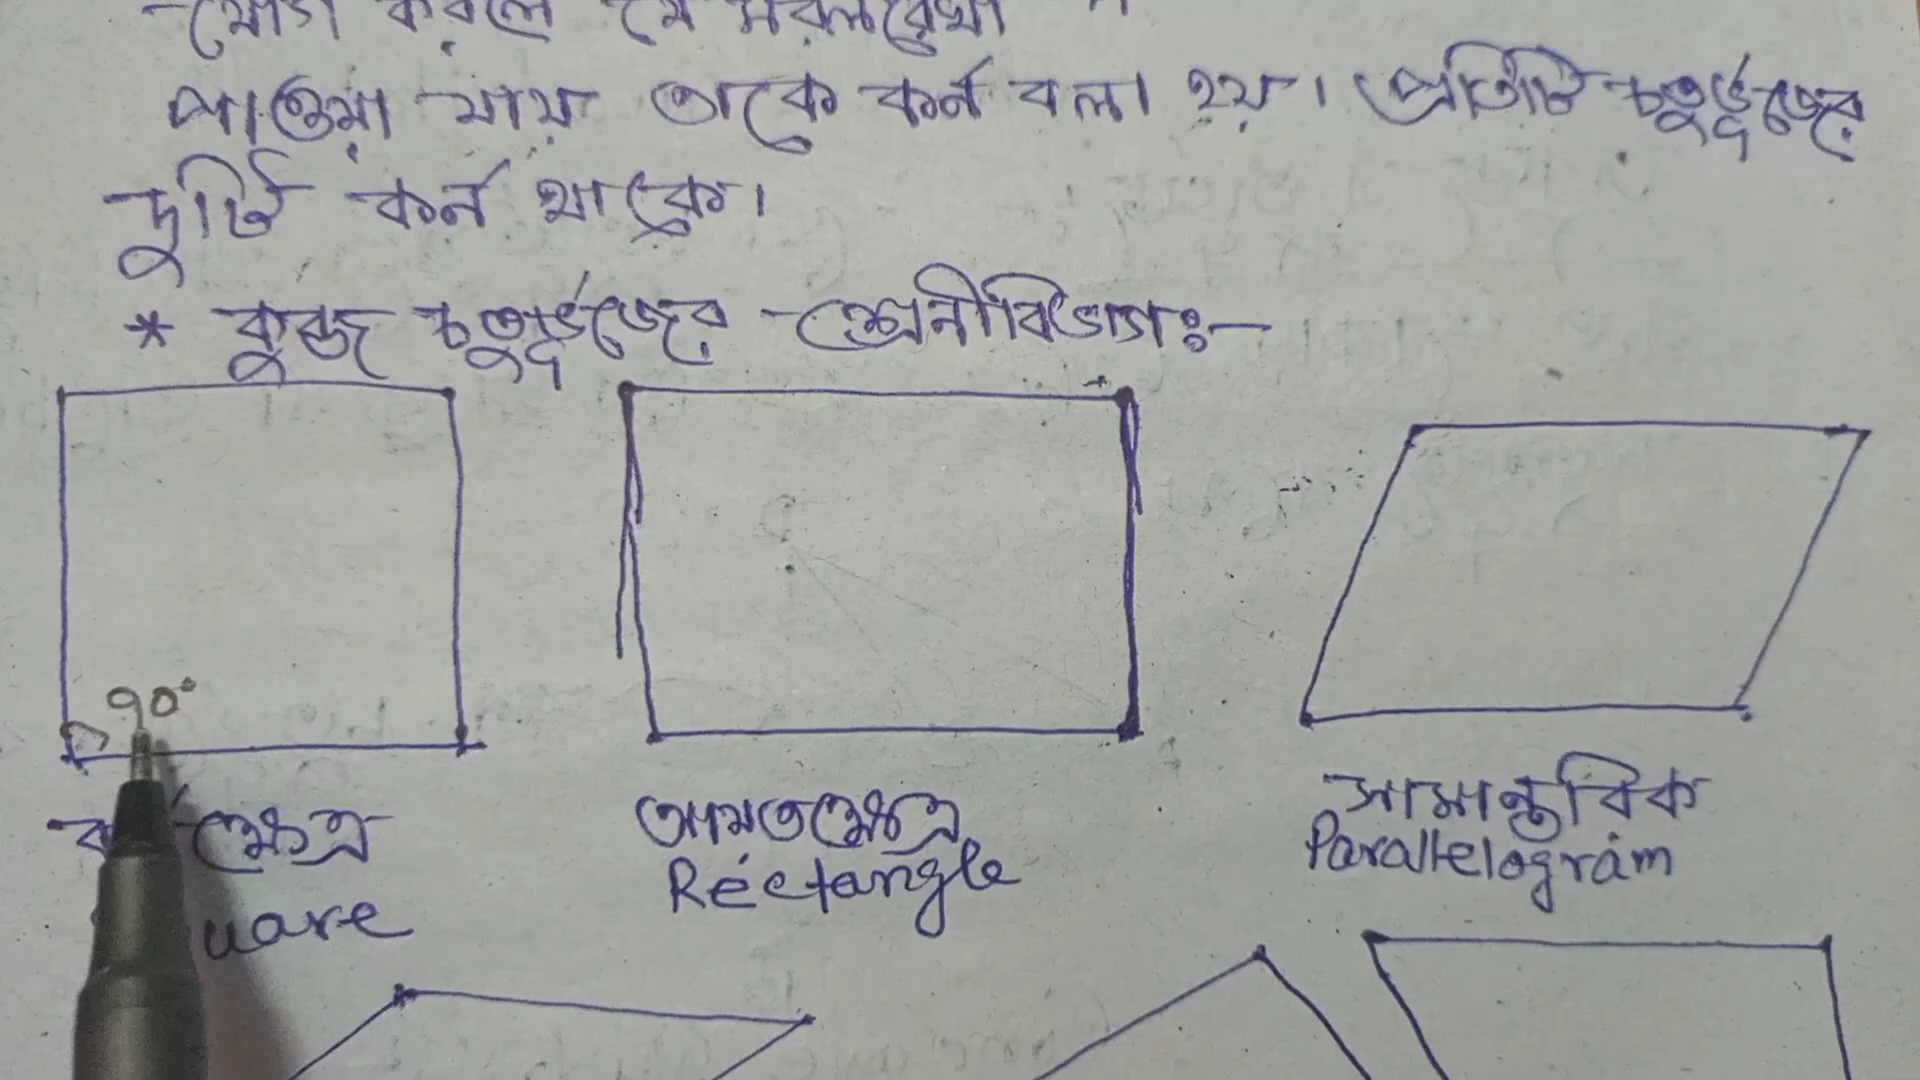 যোগ করলে যে সরলরেখা
পাওয়া যায় তাকে কর্ন বলা হয়। প্রতিটি চতুর্ভূজের
দুটি কর্ন থাকে।
* কুব্জ চতুর্ভূজের শ্রেনীবিভাগঃ-
90°
ক্ষেত্র
uare
আয়তক্ষেত্র
Rectangle
সামান্তরিক
Parallelogram